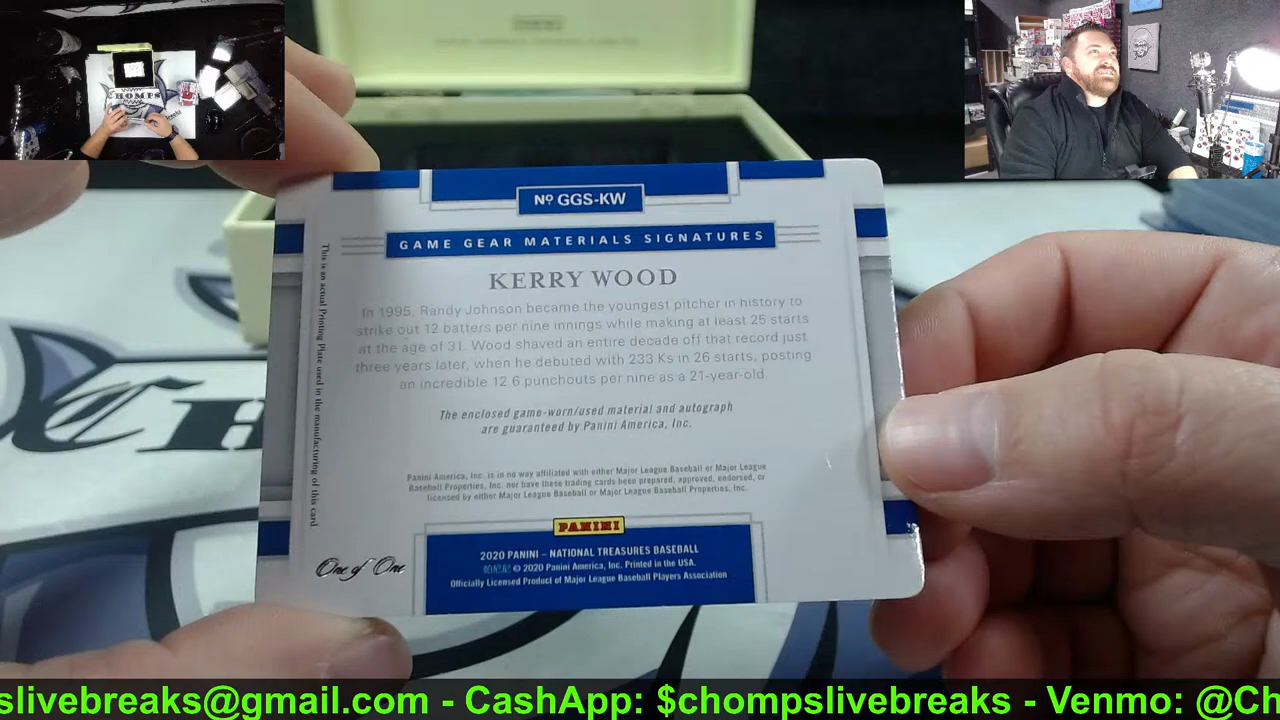 Nº GGS-KW
GAME GEAR MATERIALS SIGNATURES
KERRY WOOD
In 1995, Randy Johnson became the youngest pitcher in history to
strike out 12 batters per nine innings while making at least 25 starts
at the age of 31. Wood shaved an entire decade off that record just
three years later, when he debuted with 233 Ks in 26 starts, posting
an incredible 12.6 punchouts per nine as a 21-year-old.
The enclosed game-worn/used material and autograph
are guaranteed by Panini America, Inc.
Panini America, Inc. is in no way affiliated with either Major League Baseball or Major League
Baseball Properties, Inc. nor have these trading cards been prepared, approved, endorsed, or
licensed by either Major League Baseball or Major League Baseball Properties, Inc.
This is an actual Printing Plate used in the manufacturing of this card.
One of One
PANINI
2020 PANINI – NATIONAL TREASURES BASEBALL
帕尼尼 © 2020 Panini America, Inc. Printed in the USA.
Officially Licensed Product of Major League Baseball Players Association
CHOMPS
slivebreaks@gmail.com - CashApp: $chompslivebreaks - Venmo: @Ch